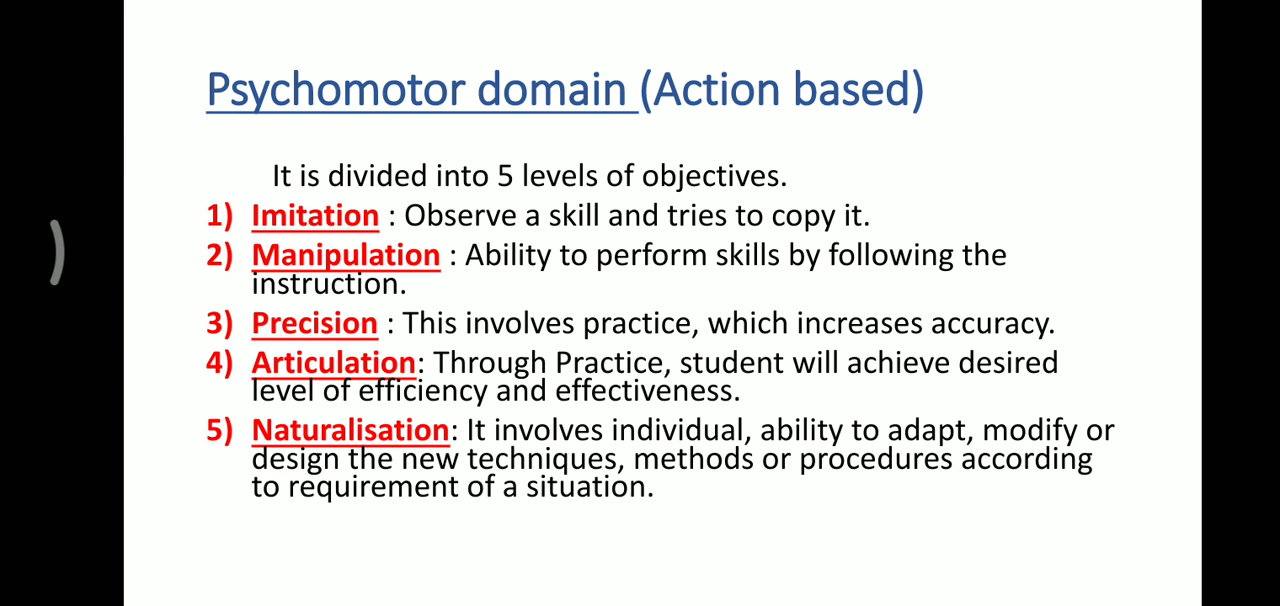 Psychomotor domain (Action based)
It is divided into 5 levels of objectives.
1) Imitation : Observe a skill and tries to copy it.
2) Manipulation : Ability to perform skills by following the
instruction.
3) Precision : This involves practice, which increases accuracy.
4) Articulation: Through Practice, student will achieve desired
level of efficiency and effectiveness.
5) Naturalisation: It involves individual, ability to adapt, modify or
design the new techniques, methods or procedures according
to requirement of a situation.